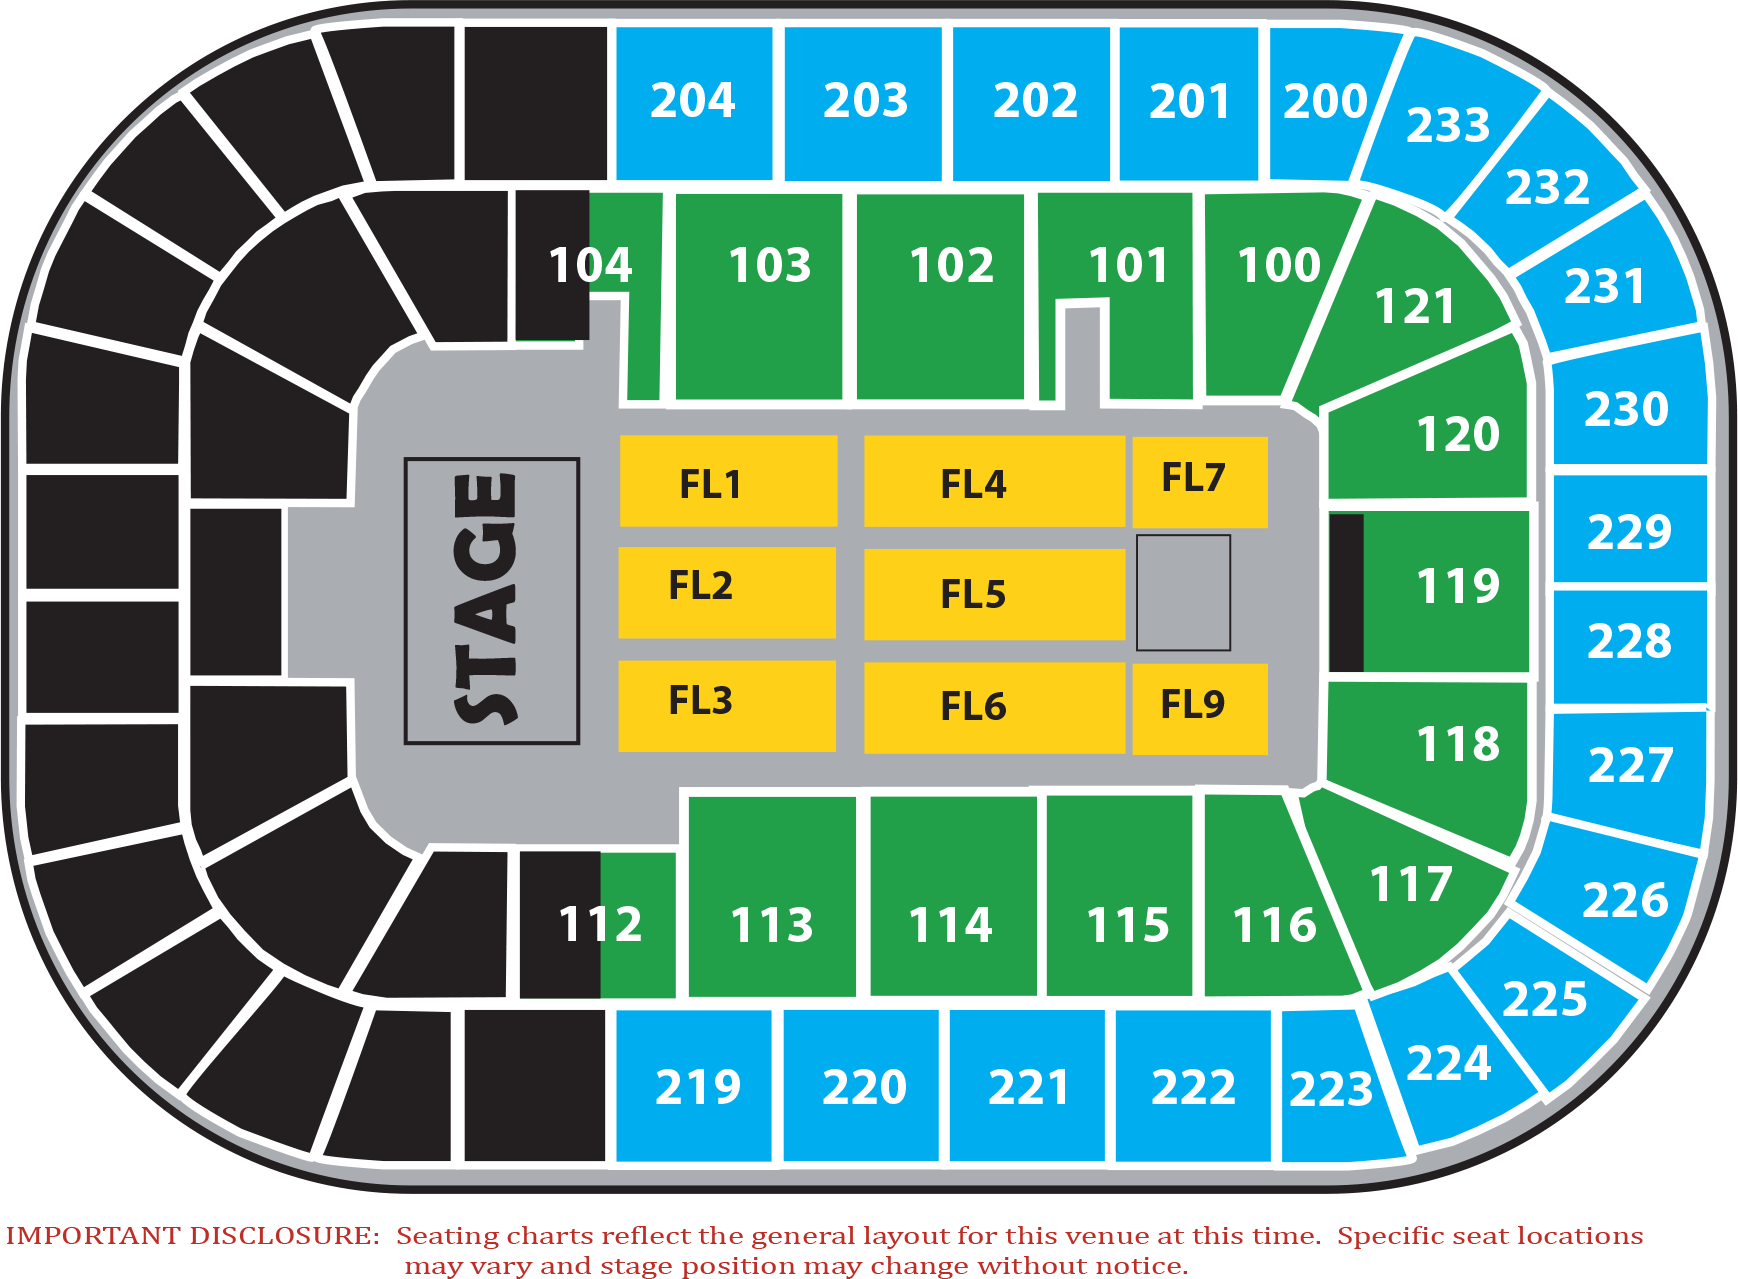 204 203 202 201 200
233
232
104 103 102 101 100
231
121
230
120
STAGE
FL1 FL4 FL7
229
FL2 FL5
119
228
FL3 FL6 FL9
118
227
117
226
112 113 114 115 116
225
224
219 220 221 222 223
IMPORTANT DISCLOSURE: Seating charts reflect the general layout for this venue at this time. Specific seat locations
may vary and stage position may change without notice.